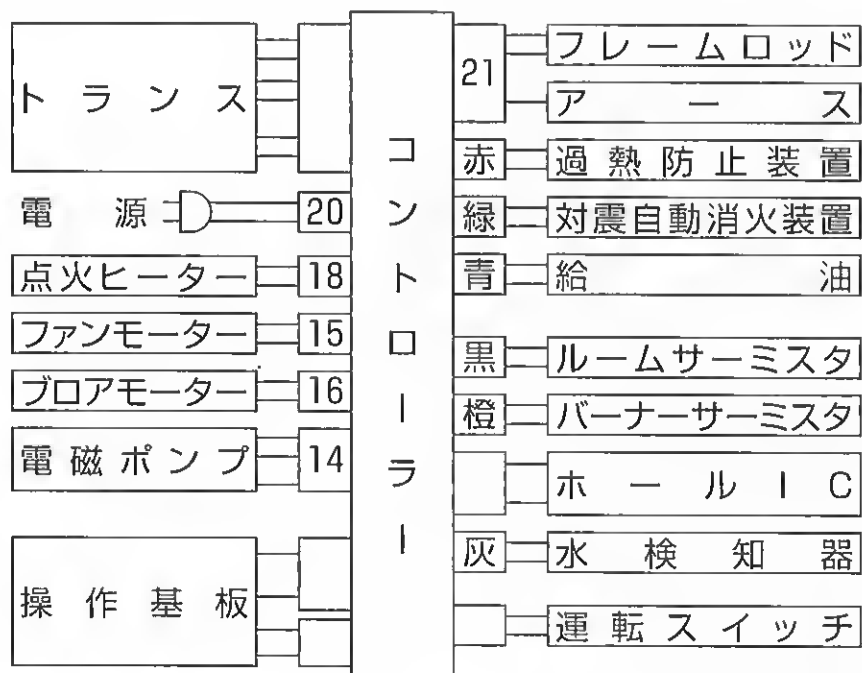 トランス
電源
20
点火ヒーター
18
ファンモーター
15
ブロアモーター
16
電磁ポンプ
14
操作基板
コントローラー
21
フレームロッド
アース
赤
過熱防止装置
緑
対震自動消火装置
青
給油
黒
ルームサーミスタ
橙
バーナーサーミスタ
ホールIC
灰
水検知器
運転スイッチ